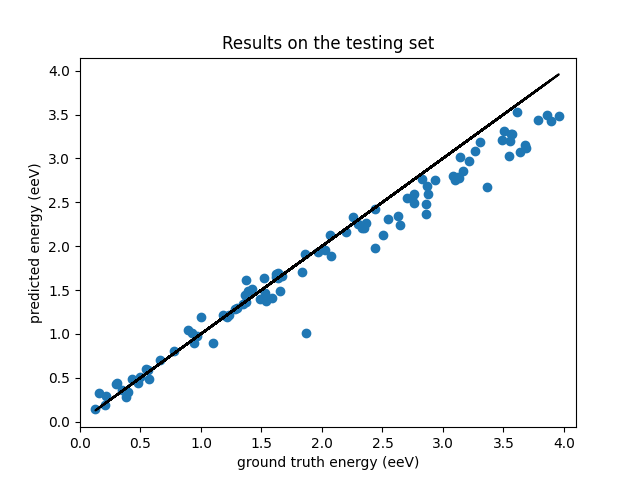 Results on the testing set
predicted energy (eeV)
4.0
3.5
3.0
2.5
2.0
1.5
1.0
0.5
0.0
0.0 0.5 1.0 1.5 2.0 2.5 3.0 3.5 4.0
ground truth energy (eeV)